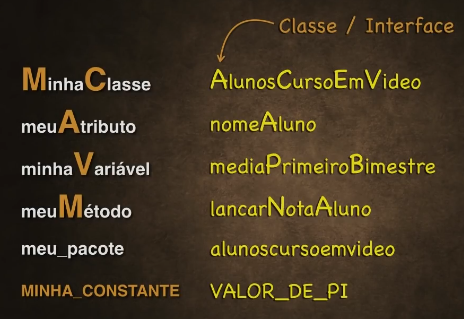 Classe / Interface
MinhaClasse AlunosCursoEmVideo
meuAtributo nomeAluno
minhaVariável mediaPrimeiroBimestre
meuMétodo lancarNotaAluno
meu_pacote alunoscursoemvideo
MINHA_CONSTANTE VALOR_DE_PI